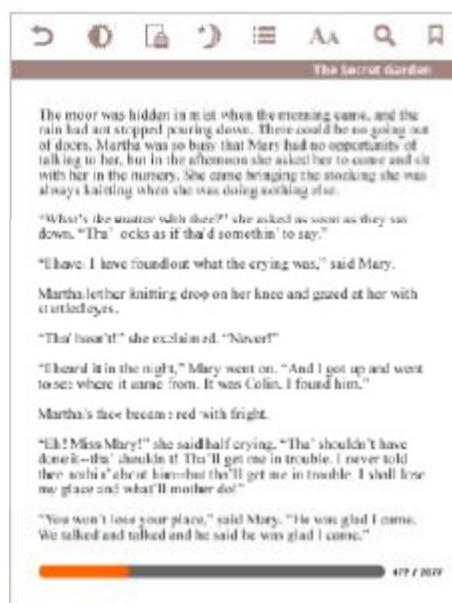 AA
The Secret Garden
The moor was hidden in mist when the morning came, and the
rain had not stopped pouring down. There could be no going out
of doors. Martha was so busy that Mary had no opportunity of
talking to her, but in the afternoon she asked her to come and sit
with her in the nursery. She came bringing the stocking she was
always knitting when she was doing nothing else.
“What's the matter with thee?” she asked as soon as they sat
down. “Tha' looks as if tha'd somethin' to say.”
“I have. I have found out what the crying was,” said Mary.
Martha let her knitting drop on her knee and gazed at her with
startled eyes.
“Tha' hasn't!” she exclaimed. “Never!”
“I heard it in the night,” Mary went on. “And I got up and went
to see where it came from. It was Colin. I found him.”
Martha's face became red with fright.
“Eh! Miss Mary!” she said half crying. “Tha' shouldn't have
done it--tha' shouldn't! Tha'll get me in trouble. I never told
thee nothin' about him--but tha'll get me in trouble. I shall lose
my place and what'll mother do!”
“You won't lose your place,” said Mary. “He was glad I came.
We talked and talked and he said he was glad I came.”